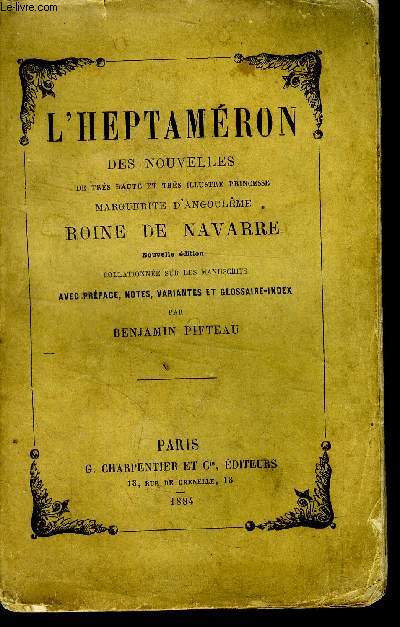 Le-livre.com
L'HEPTAMÉRON
DES NOUVELLES
DE TRÈS HAUTE ET TRÈS ILLUSTRE PRINCESSE
MARGUERITE D'ANGOULÊME
ROINE DE NAVARRE
Nouvelle édition
COLLATIONNÉE SUR LES MANUSCRITS
AVEC PRÉFACE, NOTES, VARIANTES ET GLOSSAIRE-INDEX
PAR
BENJAMIN PIFTEAU
PARIS
G. CHARPENTIER ET Cie, ÉDITEURS
13, RUE DE GRENELLE, 13
1884